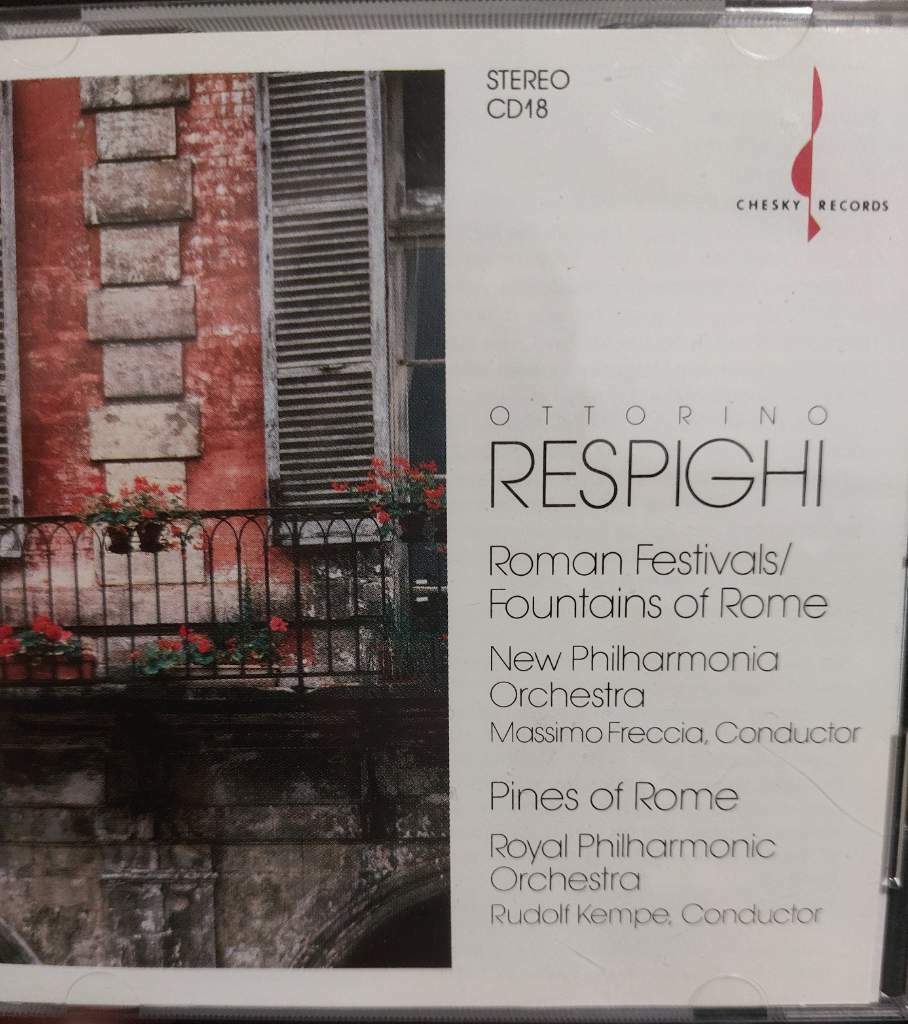 STEREO
CD18
CHESKY RECORDS
OTTORINO
RESPIGHI
Roman Festivals/
Fountains of Rome
New Philharmonia
Orchestra
Massimo Freccia, Conductor
Pines of Rome
Royal Philharmonic
Orchestra
Rudolf Kempe, Conductor